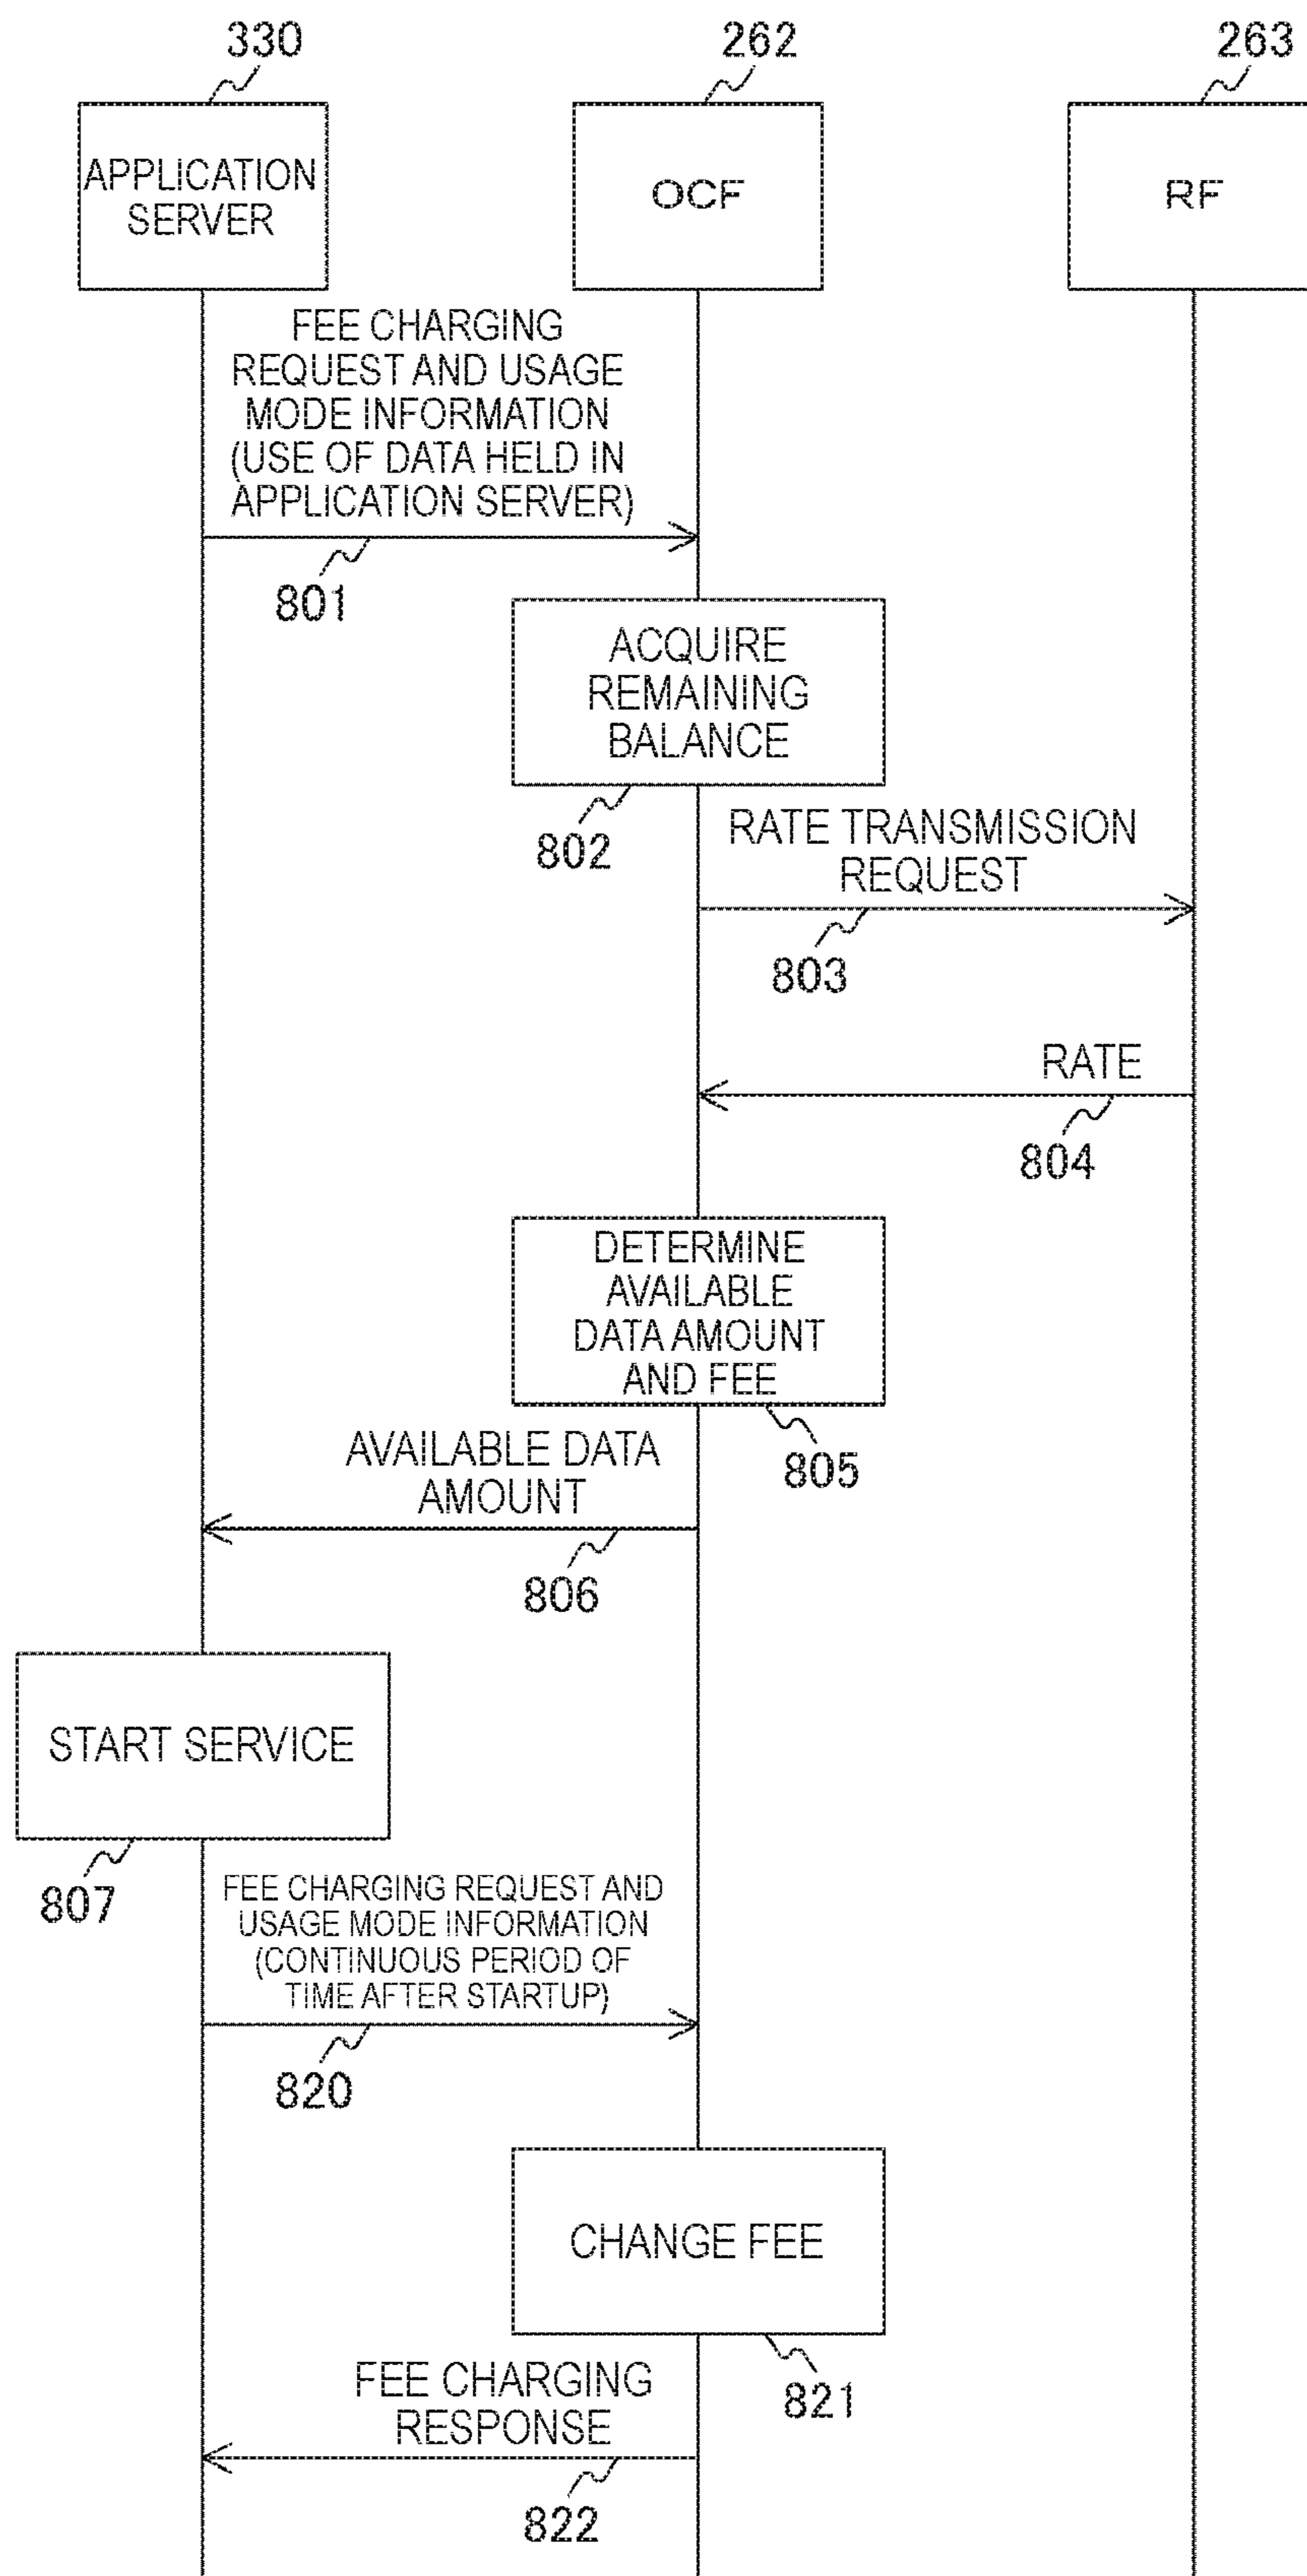 330
262
263
APPLICATION
SERVER
OCF
RF
FEE CHARGING
REQUEST AND USAGE
MODE INFORMATION
(USE OF DATA HELD IN
APPLICATION SERVER)
801
ACQUIRE
REMAINING
BALANCE
802
RATE TRANSMISSION
REQUEST
803
RATE
804
DETERMINE
AVAILABLE
DATA AMOUNT
AND FEE
805
AVAILABLE DATA
AMOUNT
806
START SERVICE
807
FEE CHARGING REQUEST AND
USAGE MODE INFORMATION
(CONTINUOUS PERIOD OF
TIME AFTER STARTUP)
820
CHANGE FEE
821
FEE CHARGING
RESPONSE
822